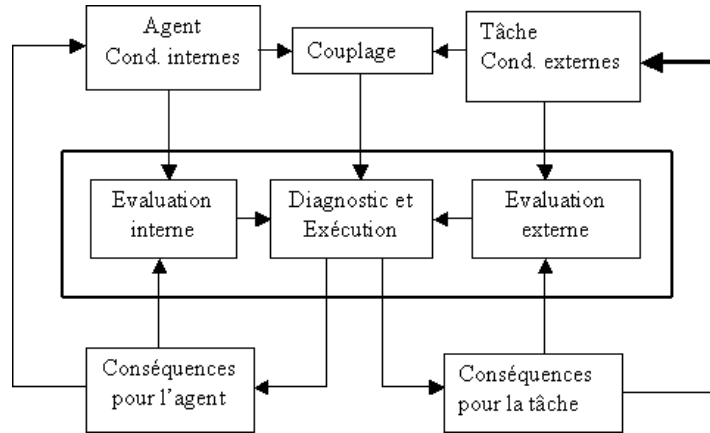 Agent
Cond. internes
Couplage
Tâche
Cond. externes
Evaluation
interne
Diagnostic et
Exécution
Evaluation
externe
Conséquences
pour l'agent
Conséquences
pour la tâche